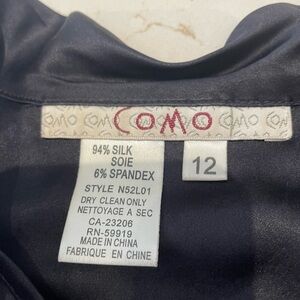 COMO
94% SILK
SOIE
6% SPANDEX
STYLE N52L01
DRY CLEAN ONLY
NETTOYAGE A SEC
CA-23206
RN-59919
MADE IN CHINA
FABRIQUE EN CHINE
12